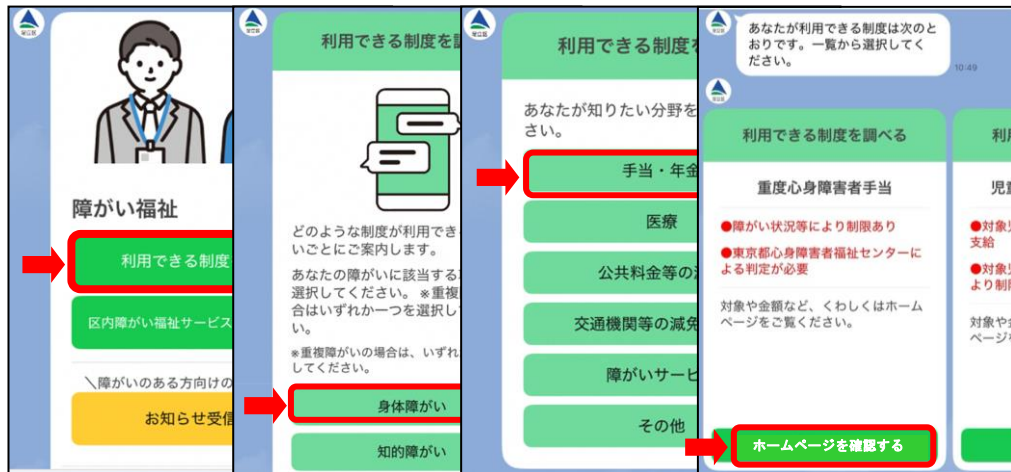 障がい福祉
利用できる制度
区内障がい福祉サービス
＼障がいのある方向けの
お知らせ受信
利用できる制度を調
どのような制度が利用でき
いごとにご案内します。
あなたの障がいに該当する
選択してください。 ※重複
合はいずれか一つを選択し
い。
※重複障がいの場合は、いずれ
してください。
身体障がい
知的障がい
利用できる制度
あなたが知りたい分野を
さい。
手当・年金
医療
公共料金等の
交通機関等の減免
障がいサービ
その他
あなたが利用できる制度は次のと
おりです。一覧から選択してく
ださい。
10:49
利用できる制度を調べる
重度心身障害者手当
●障がい状況等により制限あり
●東京都心身障害者福祉センターに
よる判定が必要
対象や金額など、くわしくはホーム
ページをご覧ください。
ホームページを確認する
利用
児童
●対象児
支給
●対象児
より制限
対象や金
ページを